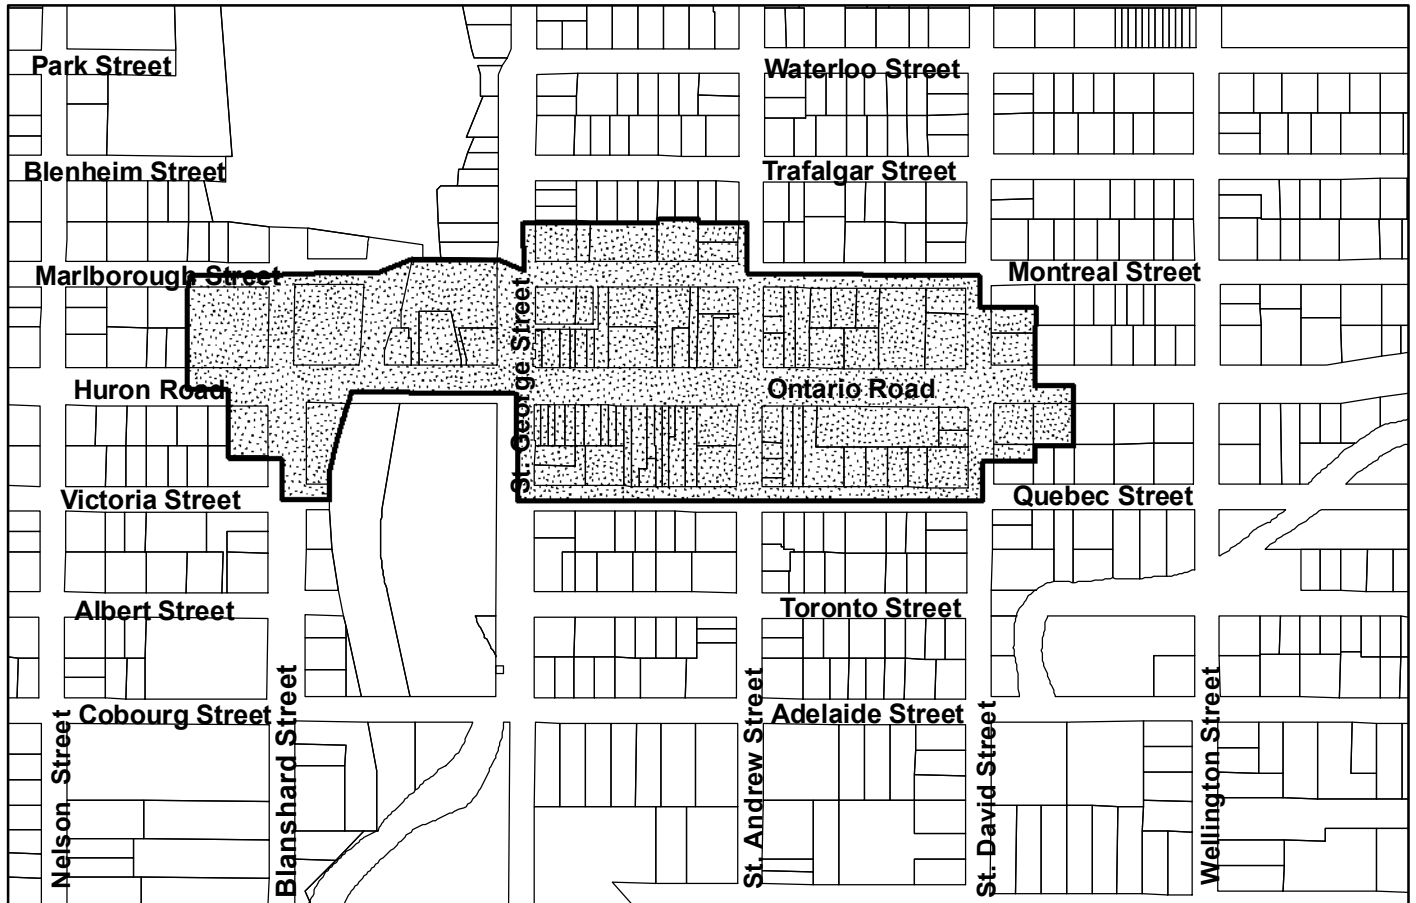 Park Street
Waterloo Street
Blenheim Street
Trafalgar Street
Marlborough Street
Montreal Street
St. George Street
Huron Road
Ontario Road
Victoria Street
Quebec Street
Albert Street
Toronto Street
Cobourg Street
Adelaide Street
Nelson Street
Blanshard Street
St. Andrew Street
St. David Street
Wellington Street